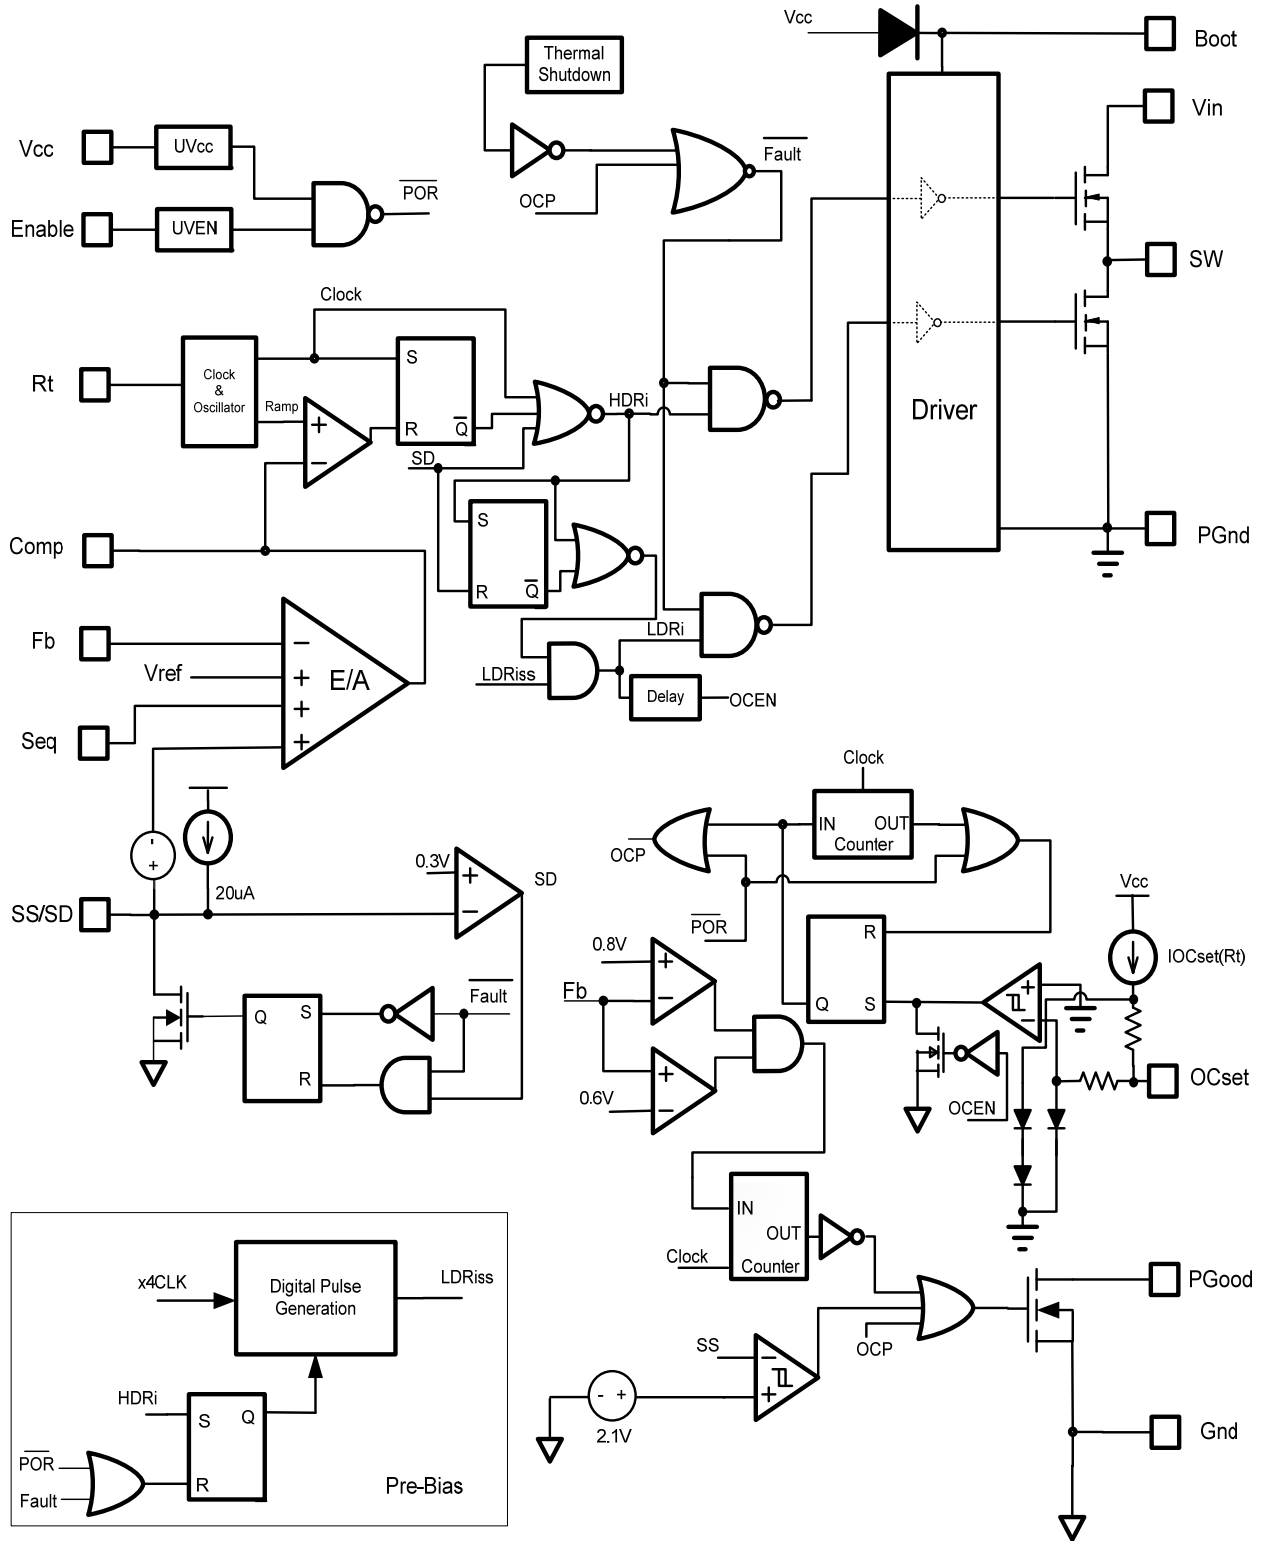 Vcc
Boot
Thermal
Shutdown
Vin
Vcc
UVcc
Fault
POR
OCP
Enable
UVEN
SW
Clock
Rt
Clock
&
Oscillator
Ramp
S
R
Q
HDRi
Driver
SD
S
R
Q
Comp
PGnd
Fb
Vref
E/A
LDRi
LDRiss
Delay
OCEN
Seq
Clock
IN
OUT
Counter
OCP
0.3V
SD
20uA
SS/SD
POR
Vcc
IOCset(Rt)
R
Q
S
0.8V
Fb
0.6V
Fault
Q
S
R
OCset
OCEN
IN
OUT
Clock
Counter
x4CLK
Digital Pulse
Generation
LDRiss
PGood
SS
OCP
2.1V
HDRi
S
Q
R
POR
Fault
Pre-Bias
Gnd